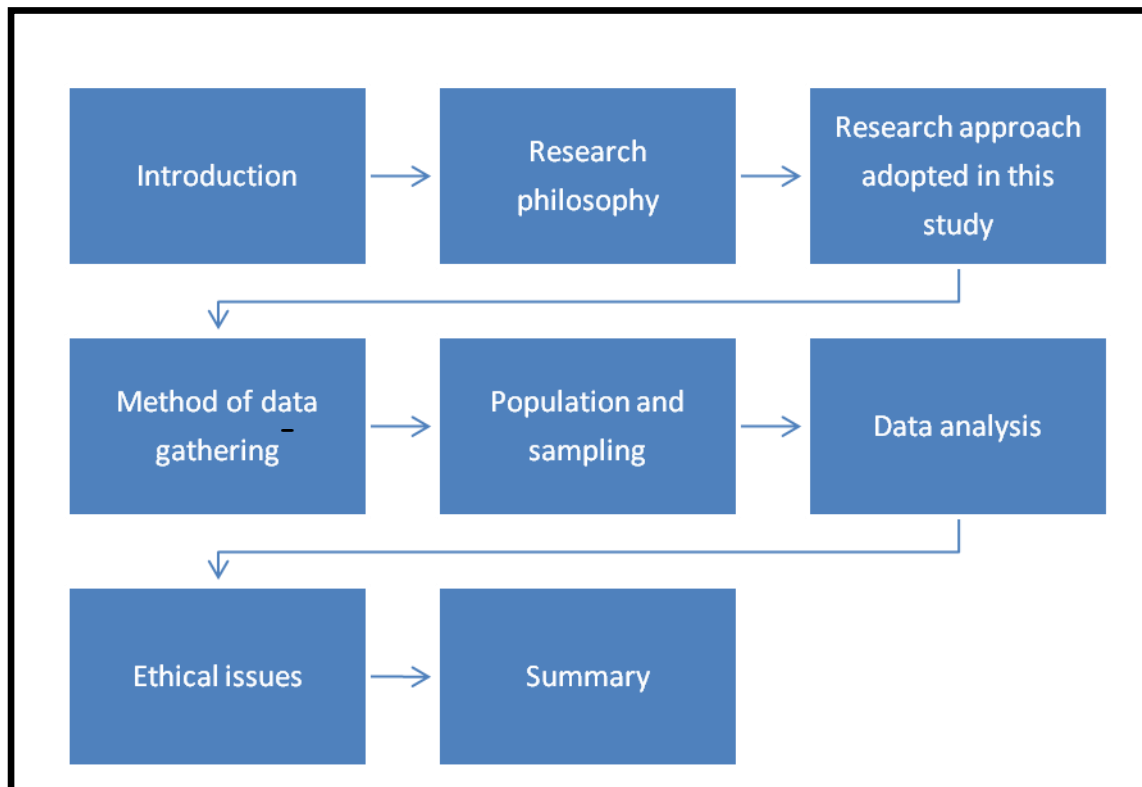 Introduction
Research
philosophy
Research approach
adopted in this
study
Method of data
gathering
Population and
sampling
Data analysis
Ethical issues
Summary